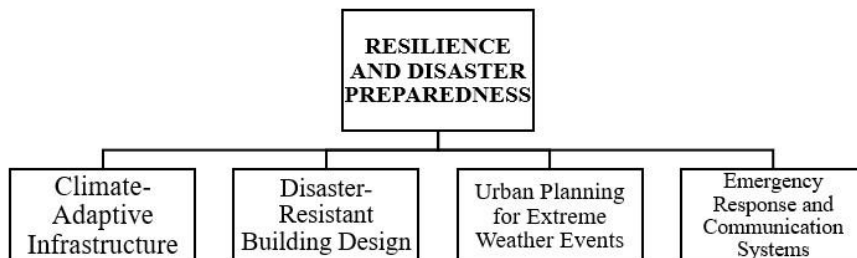 RESILIENCE
AND DISASTER
PREPAREDNESS
Climate-
Adaptive
Infrastructure
Disaster-
Resistant
Building Design
Urban Planning
for Extreme
Weather Events
Emergency
Response and
Communication
Systems